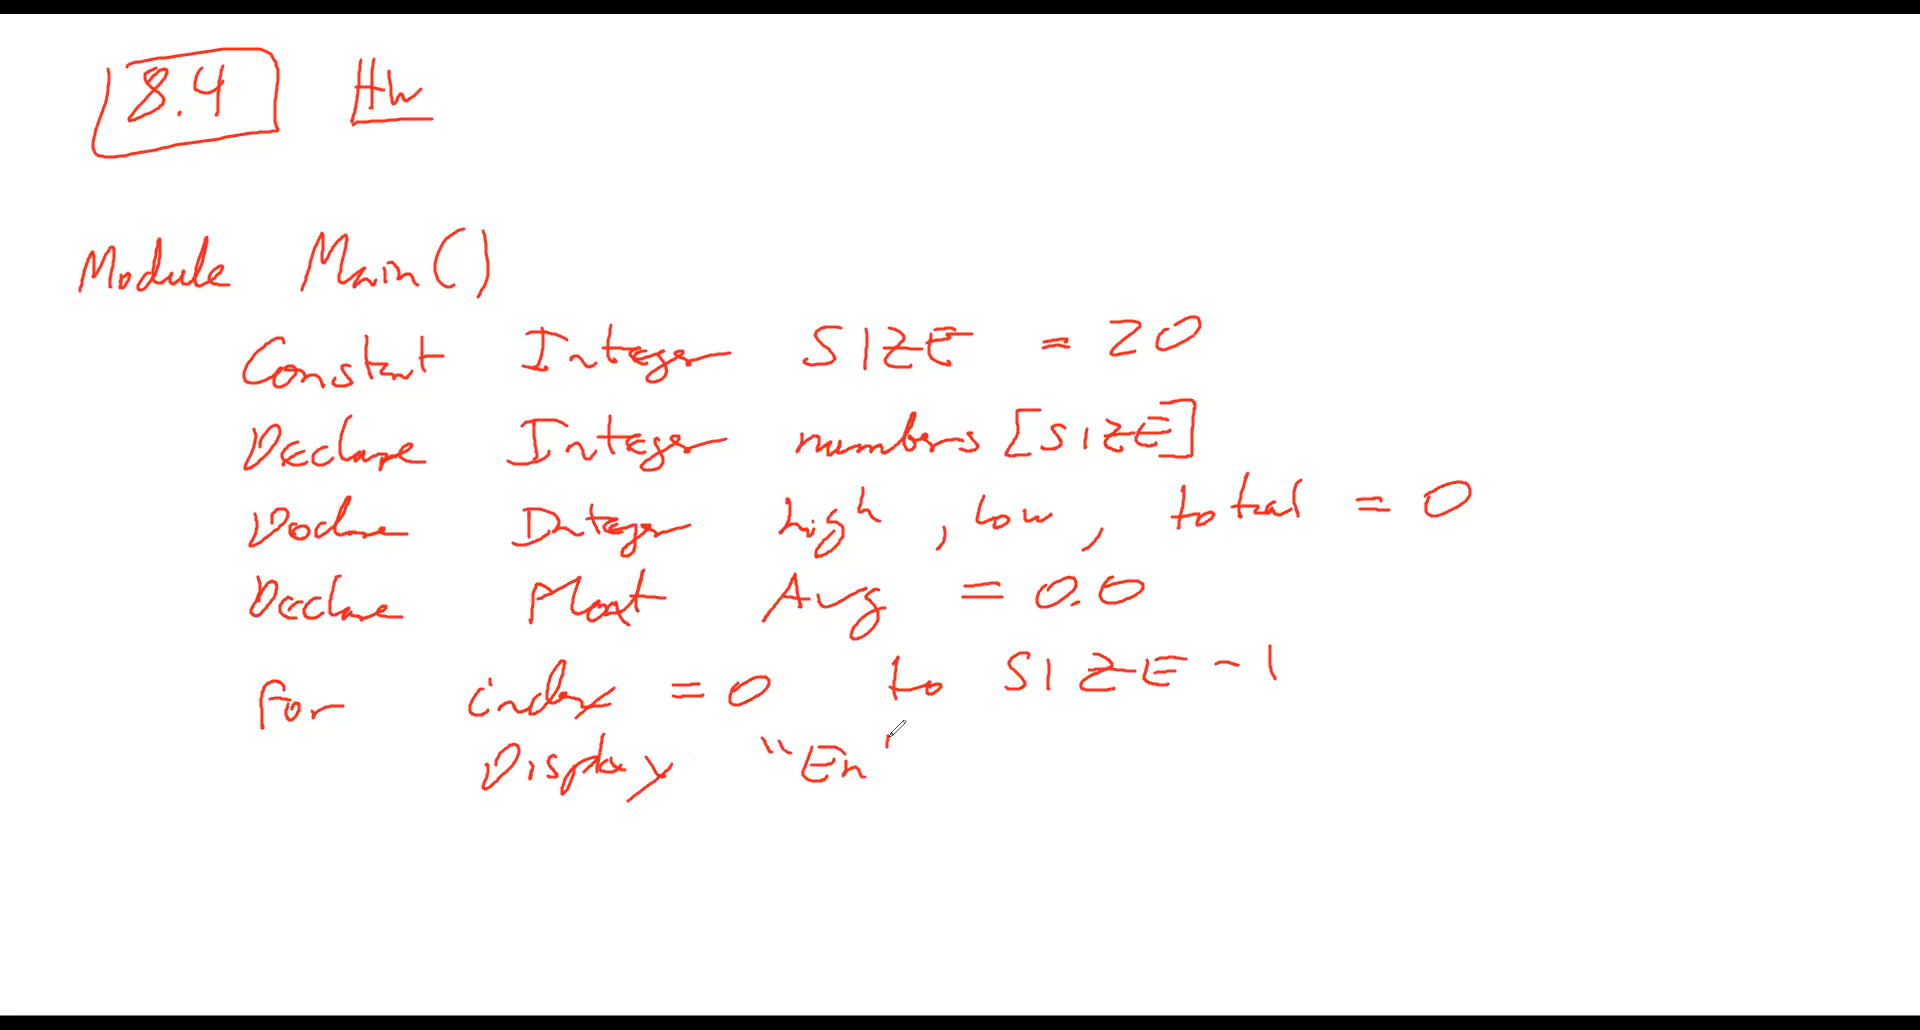 8.4 HW
Module Main()
Constant Integer SIZE = 20
Declare Integer numbers [SIZE]
Declare Integer high, low, total = 0
Declare Float Avg = 0.0
For index = 0 to SIZE - 1
Display "En"